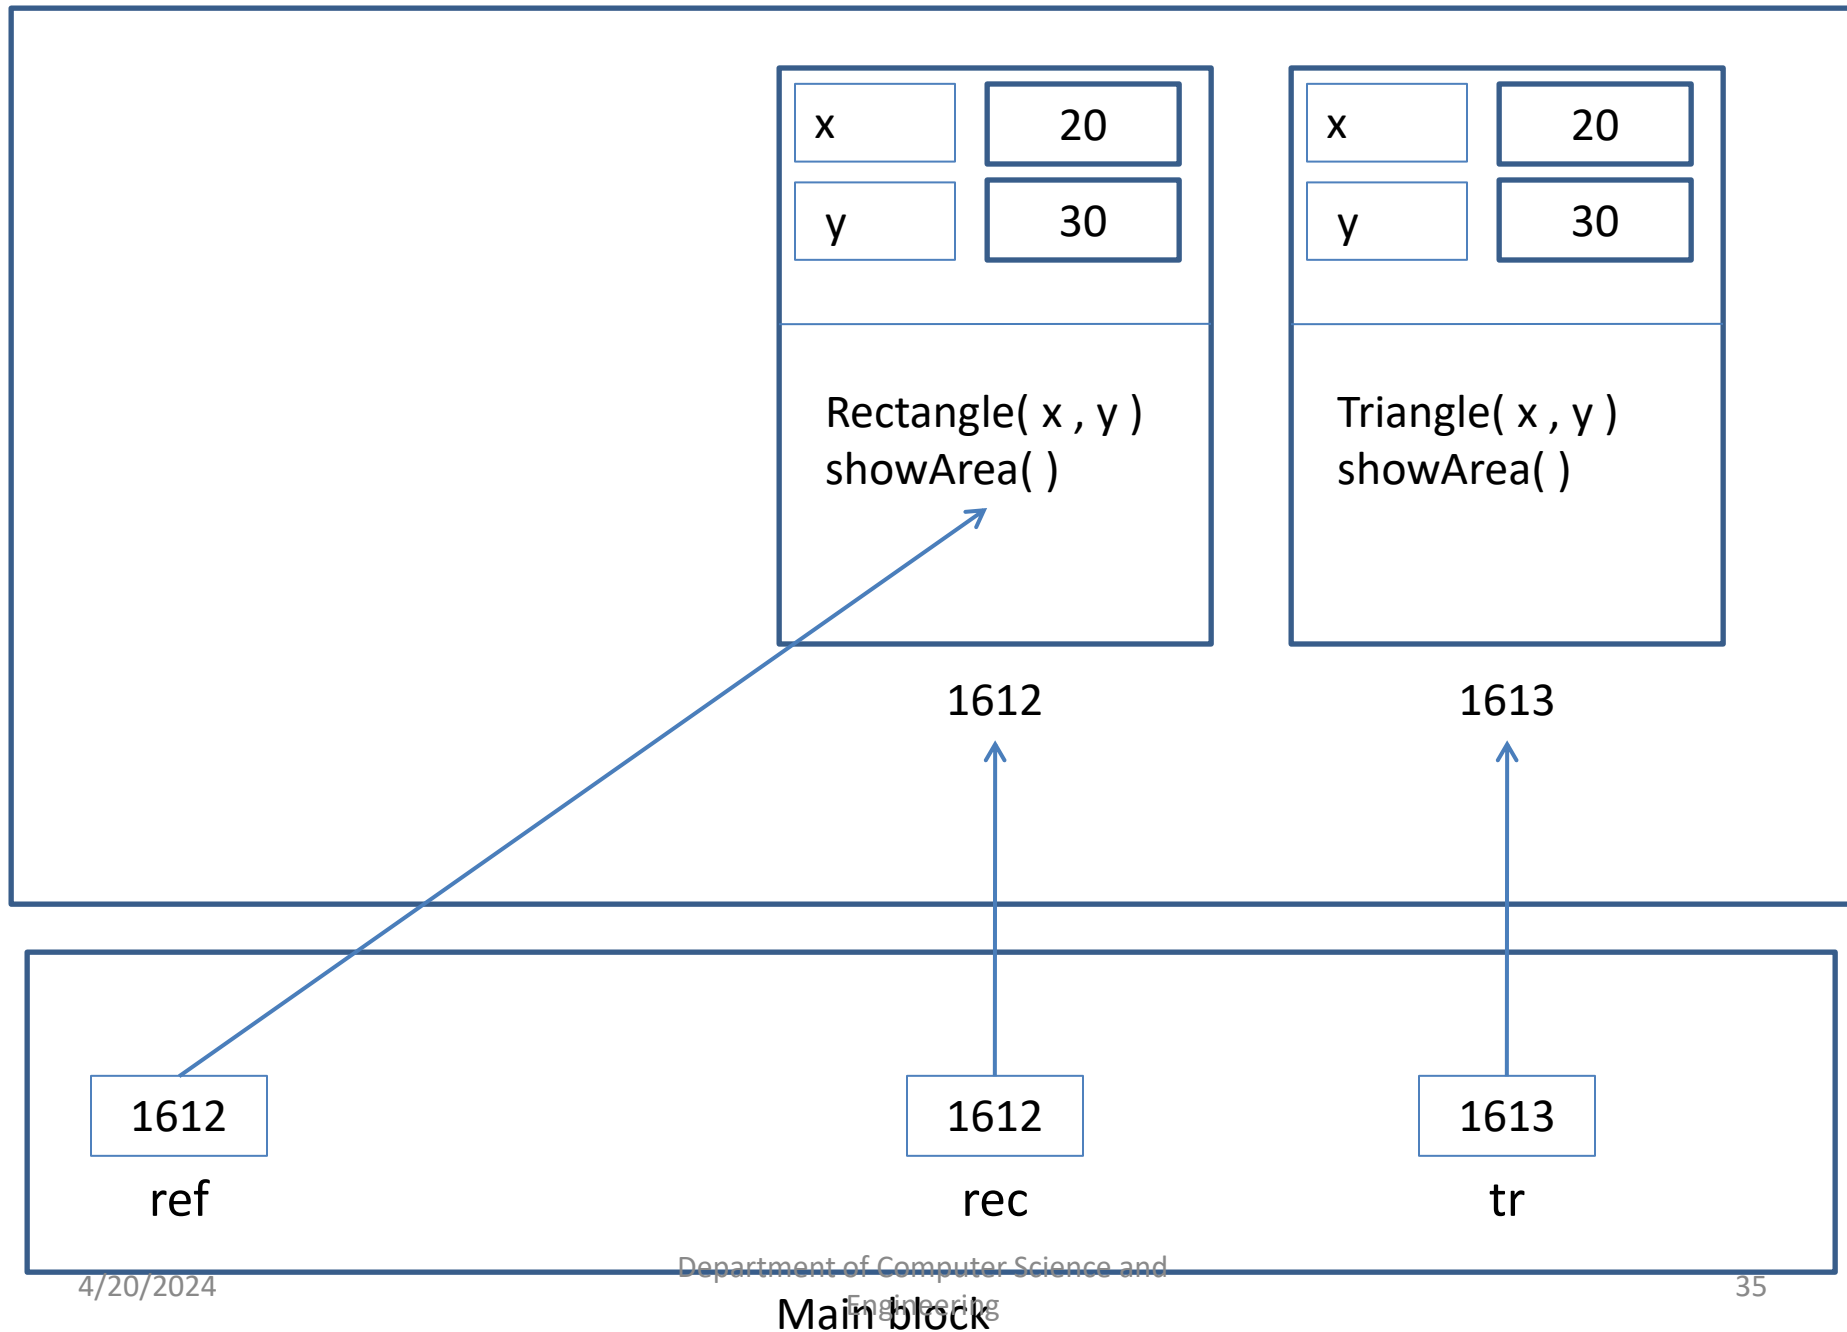 x 20 x 20
y 30 y 30
Rectangle( x , y ) Triangle( x , y )
showArea( ) showArea( )
1612 1613
1612 1612 1613
ref rec tr
4/20/2024 Department of Computer Science and 35
Engineering
Main block